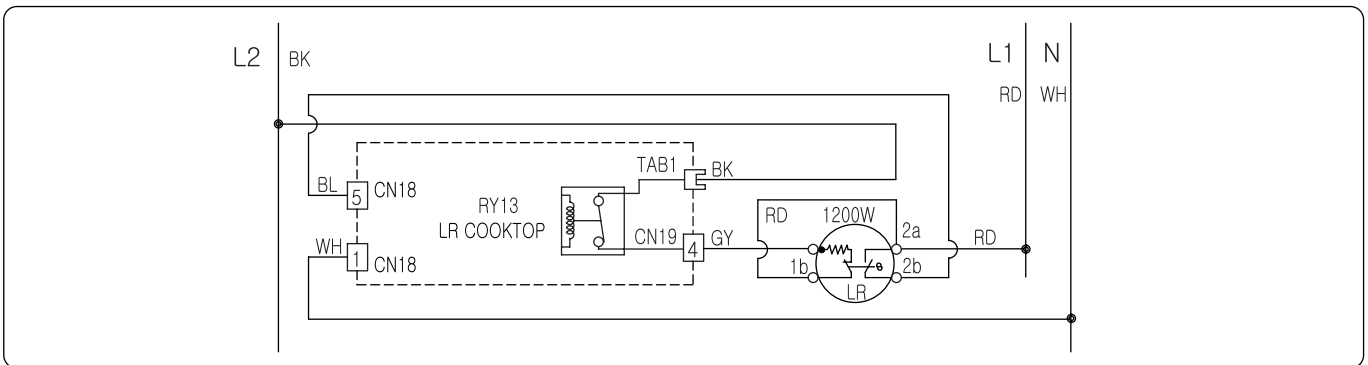 L2
BK
L1
N
RD
WH
TAB1
BK
BL
5
CN18
RY13
LR COOKTOP
RD
1200W
2a
RD
WH
1
CN18
CN19
4
GY
1b
θ
2b
LR